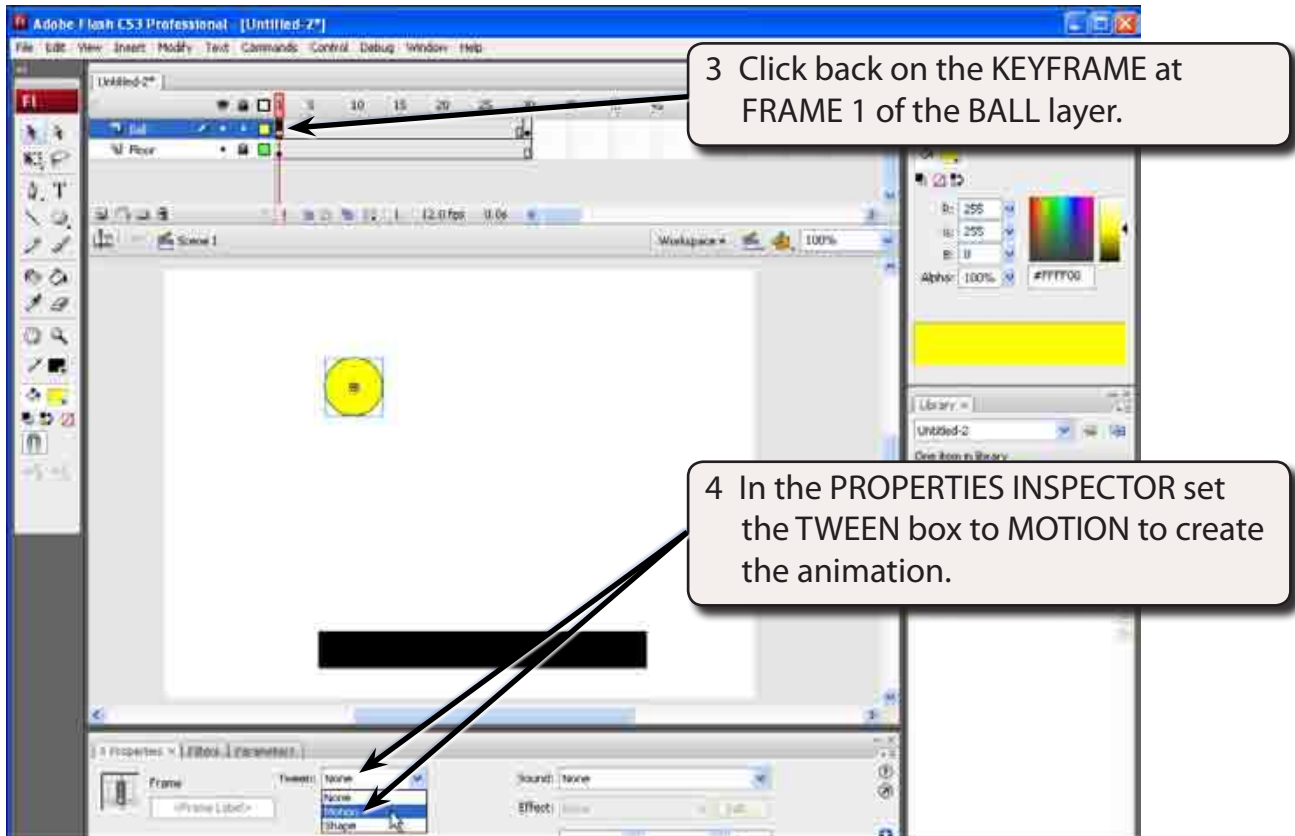 Adobe Flash CS3 Professional - [Untitled-2*]
File Edit View Insert Modify Text Commands Control Debug Window Help
Untitled-2*
5 10 15 20 25
Ball
Floor
1 12.0 fps 0.0s
Scene 1
Workspace 100%
3 Click back on the KEYFRAME at
FRAME 1 of the BALL layer.
R: 255
G: 255
B: 0
Alpha: 100% #FFFF00
Library
Untitled-2
One item in library
4 In the PROPERTIES INSPECTOR set
the TWEEN box to MOTION to create
the animation.
Properties Filters Parameters
Frame Tween: None Sound: None
<Frame Label> None Effect: None Edit...
Motion
Shape